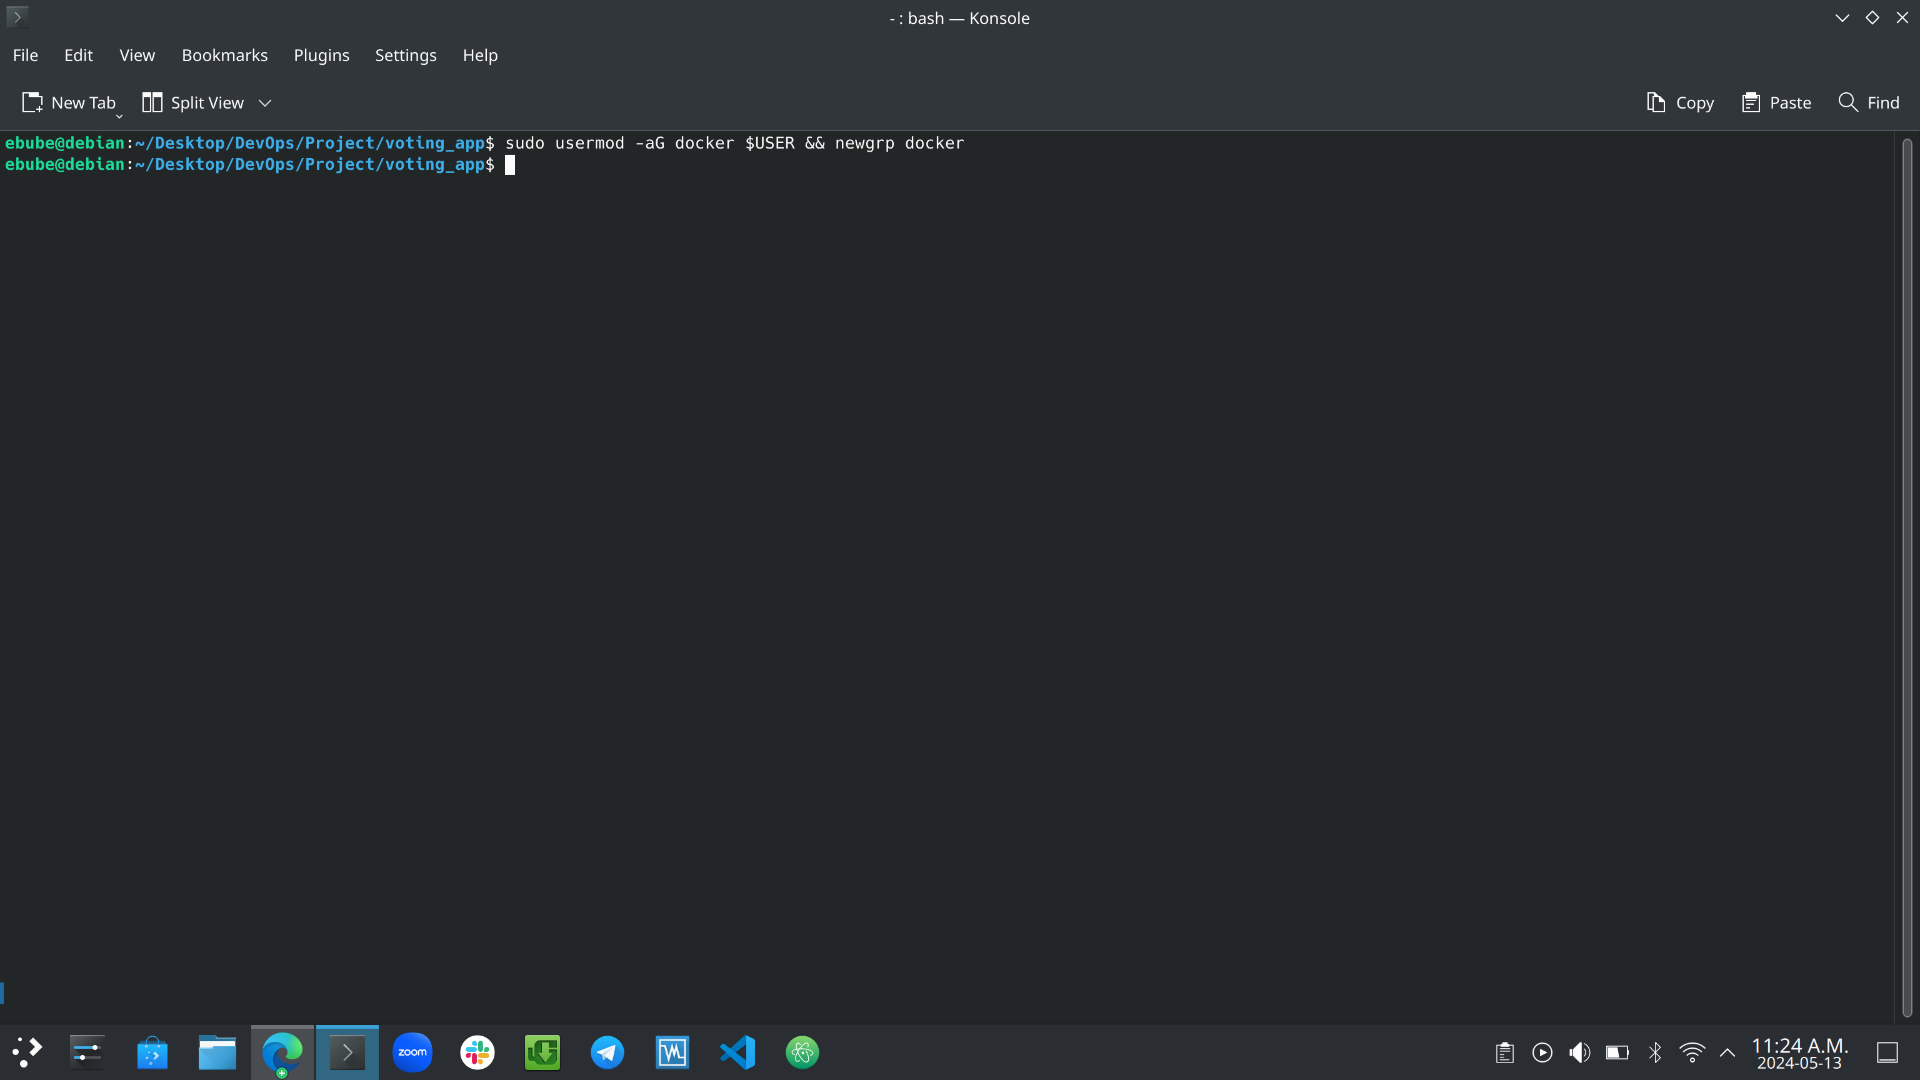 - : bash — Konsole
File Edit View Bookmarks Plugins Settings Help
New Tab Split View Copy Paste Find
ebube@debian:~/Desktop/DevOps/Project/voting_app$ sudo usermod -aG docker $USER && newgrp docker
ebube@debian:~/Desktop/DevOps/Project/voting_app$
zoom
11:24 A.M.
2024-05-13